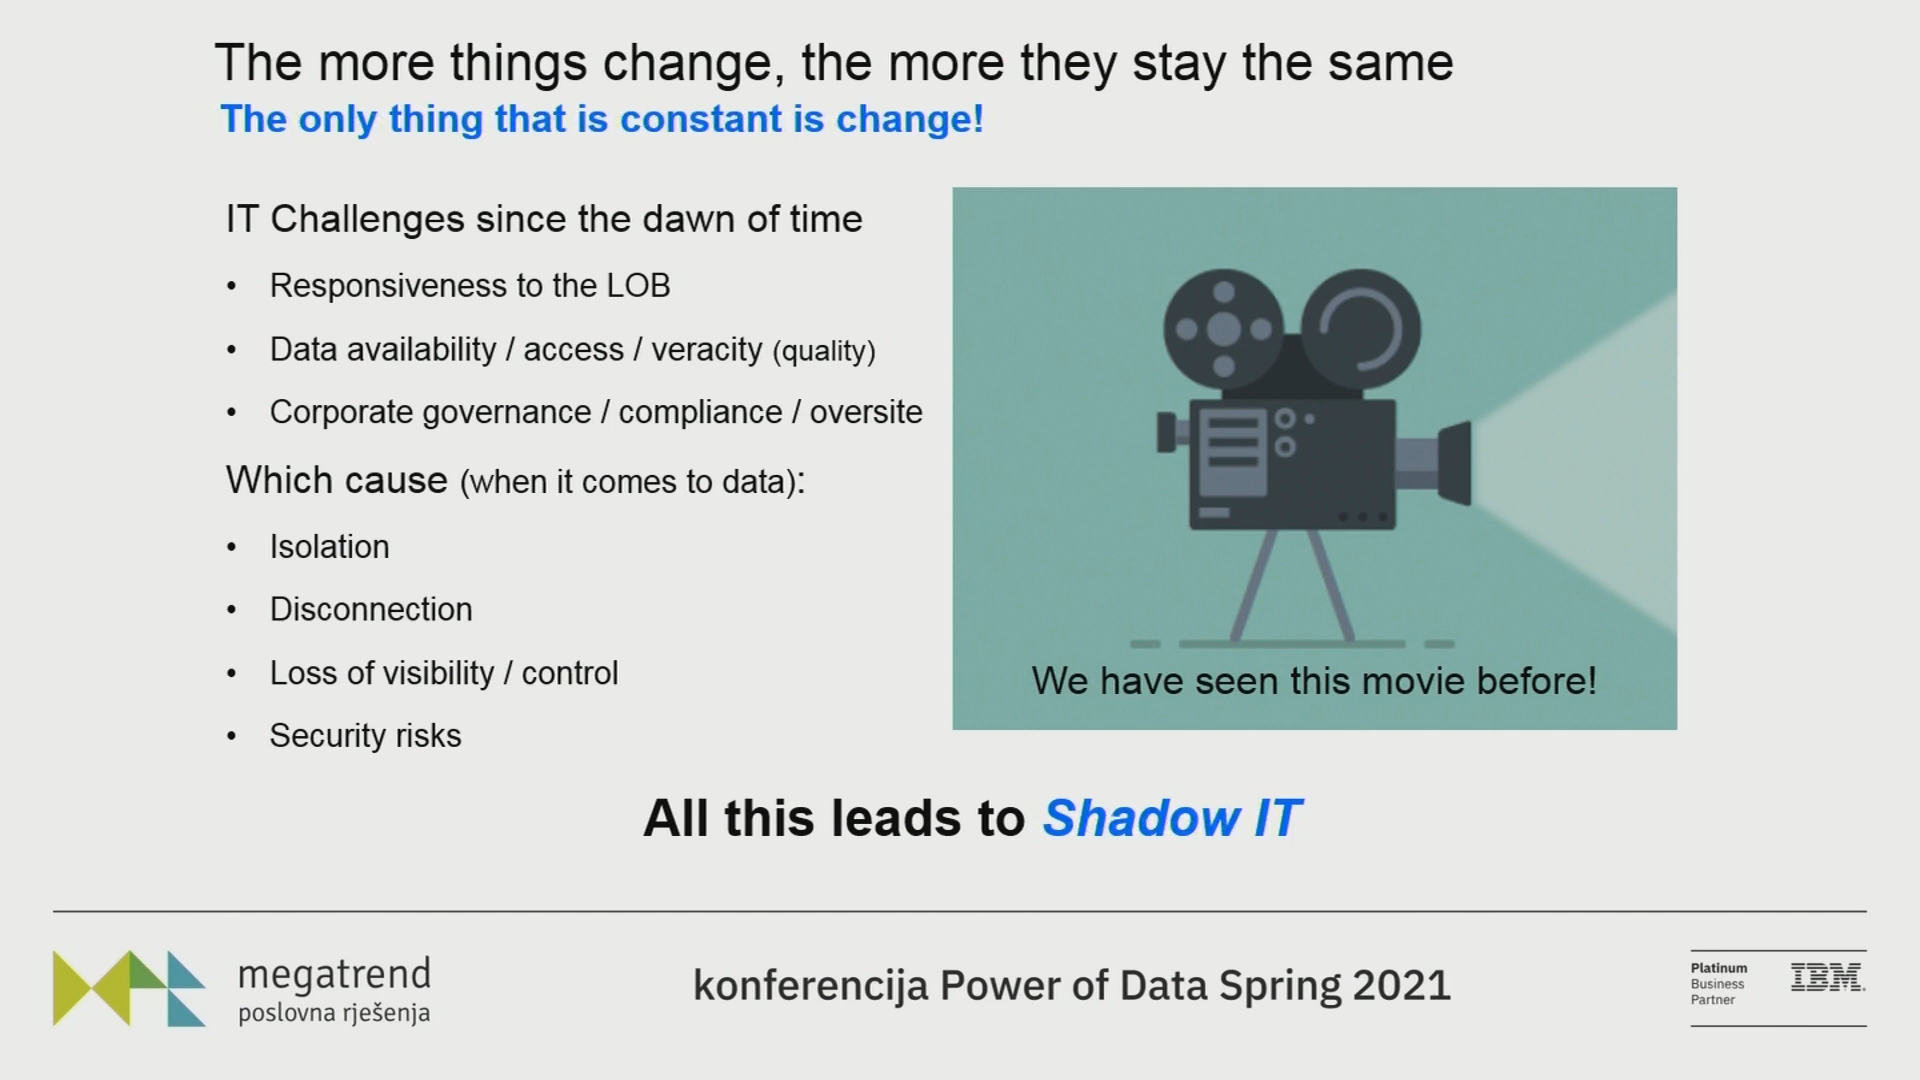 The more things change, the more they stay the same
The only thing that is constant is change!
IT Challenges since the dawn of time
• Responsiveness to the LOB
• Data availability / access / veracity (quality)
• Corporate governance / compliance / oversite
Which cause (when it comes to data):
• Isolation
• Disconnection
• Loss of visibility / control
• Security risks
We have seen this movie before!
All this leads to Shadow IT
megatrend
poslovna rješenja
konferencija Power of Data Spring 2021
Platinum
Business
Partner
IBM.